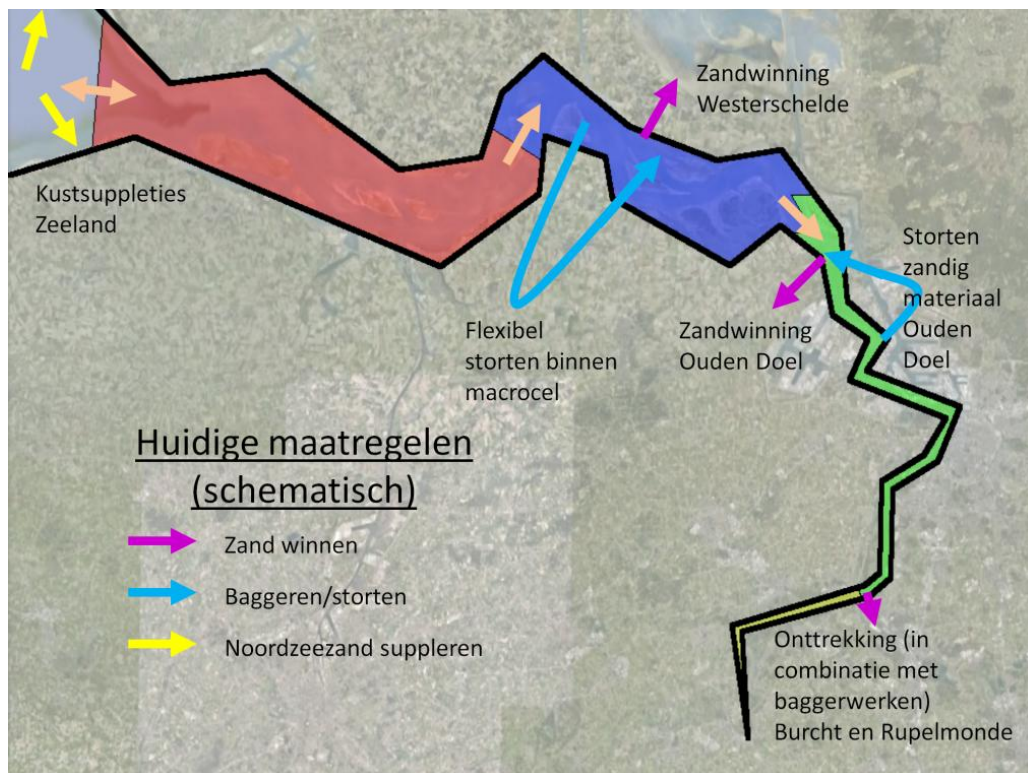 Zandwinning
Westerschelde
Kustsuppleties
Zeeland
Storten
zandig
materiaal
Ouden
Doel
Flexibel
storten binnen
macrocel
Zandwinning
Ouden Doel
Huidige maatregelen
(schematisch)
Zand winnen
Baggeren/storten
Noordzeezand suppleren
Onttrekking (in
combinatie met
baggerwerken)
Burcht en Rupelmonde